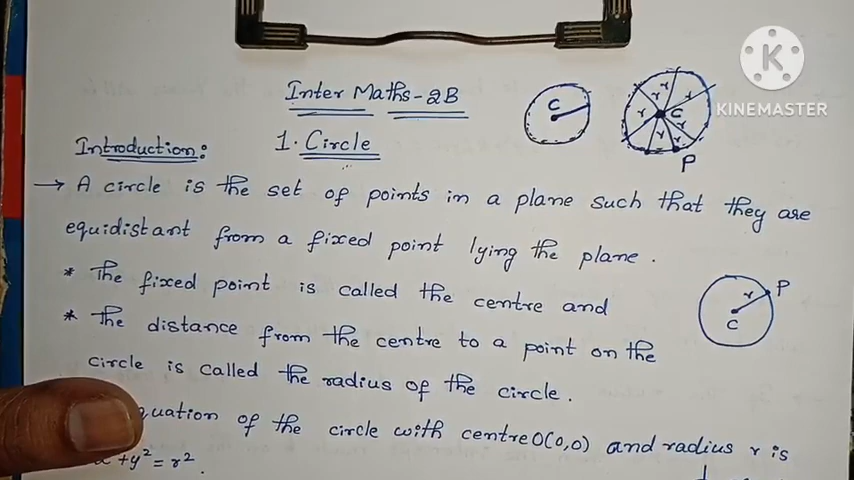 Inter Maths-2B
1. Circle
Introduction:
→ A circle is the set of points in a plane such that they are
equidistant from a fixed point lying the plane.
* The fixed point is called the centre and
* The distance from the centre to a point on the
circle is called the radius of the circle.
quation of the circle with centre O(0,0) and radius r is
+y² = r².
C
C
r
r
r
r
r
r
r
P
C
r
P
K
KINEMASTER